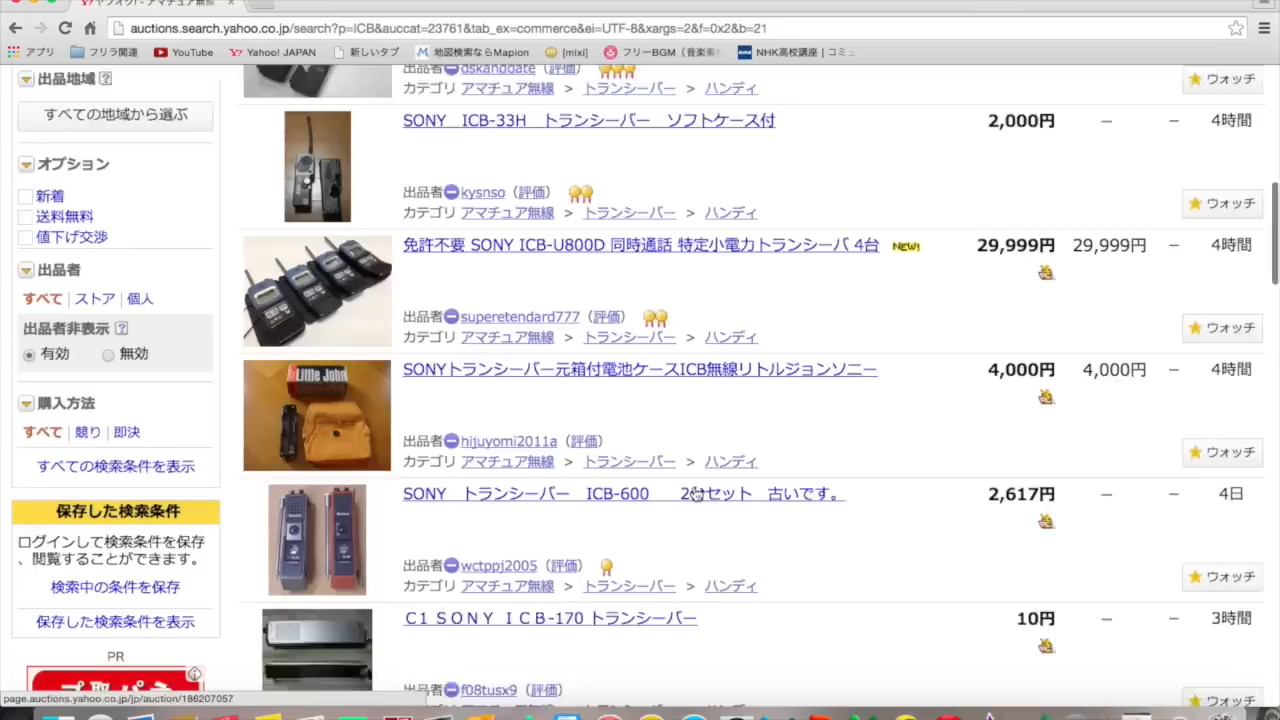 auctions.search.yahoo.co.jp/search?p=ICB&auccat=23761&tab_ex=commerce&ei=UTF-8&xargs=2&f=0x2&b=21
アプリ フリラ関連 YouTube Yahoo! JAPAN 新しいタブ 地図検索ならMapion [mixi] フリーBGM（音楽素 NHK高校講座 | コミュ
出品地域
すべての地域から選ぶ
オプション
新着
送料無料
値下げ交渉
出品者
すべて | ストア | 個人
出品者非表示
有効 無効
購入方法
すべて | 競り | 即決
すべての検索条件を表示
保存した検索条件
ログインして検索条件を保存
、閲覧することができます。
検索中の条件を保存
保存した検索条件を表示
PR
出品者 dskanddate（評価）
カテゴリ アマチュア無線 > トランシーバー > ハンディ
ウォッチ
SONY ICB-33H トランシーバー ソフトケース付 2,000円 － － 4時間
出品者 kysnso（評価）
カテゴリ アマチュア無線 > トランシーバー > ハンディ
ウォッチ
免許不要 SONY ICB-U800D 同時通話 特定小電力トランシーバ 4台 NEW! 29,999円 29,999円 － 4時間
出品者 superetendard777（評価）
カテゴリ アマチュア無線 > トランシーバー > ハンディ
ウォッチ
Little John
SONYトランシーバー元箱付電池ケースICB無線リトルジョンソニー 4,000円 4,000円 － 4時間
出品者 hijuyomi2011a（評価）
カテゴリ アマチュア無線 > トランシーバー > ハンディ
ウォッチ
SONY トランシーバー ICB-600 セット 古いです。 2,617円 － － 4日
出品者 wctppj2005（評価）
カテゴリ アマチュア無線 > トランシーバー > ハンディ
ウォッチ
C1 ＳＯＮＹ ＩＣＢ-170 トランシーバー 10円 － － 3時間
出品者 f08tusx9（評価）
ウォッチ
page.auctions.yahoo.co.jp/jp/auction/186207057